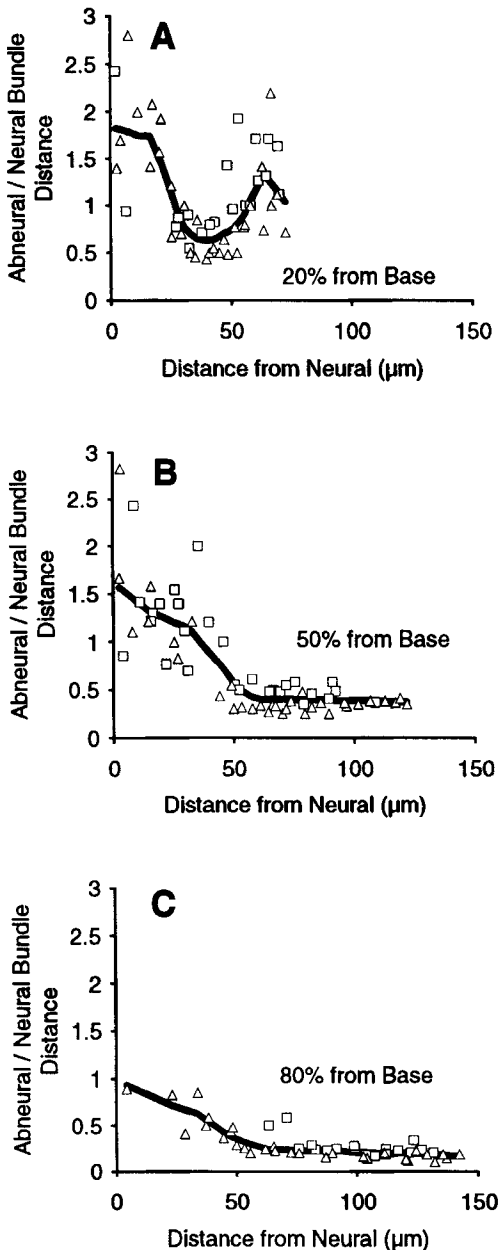 A
3
2.5
2
1.5
1
0.5
0
Abneural / Neural Bundle
Distance
20% from Base
0 50 100 150
Distance from Neural (µm)
B
3
2.5
2
1.5
1
0.5
0
Abneural / Neural Bundle
Distance
50% from Base
0 50 100 150
Distance from Neural (µm)
C
3
2.5
2
1.5
1
0.5
0
Abneural / Neural Bundle
Distance
80% from Base
0 50 100 150
Distance from Neural (µm)